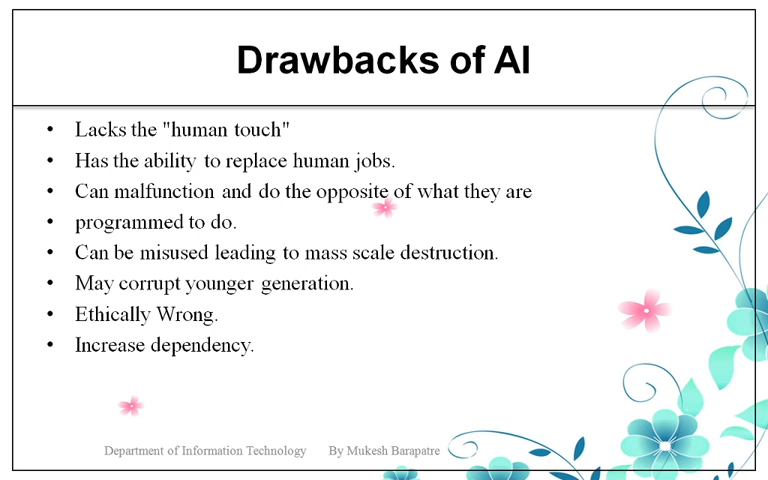 Drawbacks of AI
• Lacks the "human touch"
• Has the ability to replace human jobs.
• Can malfunction and do the opposite of what they are
• programmed to do.
• Can be misused leading to mass scale destruction.
• May corrupt younger generation.
• Ethically Wrong.
• Increase dependency.
Department of Information Technology By Mukesh Barapatre